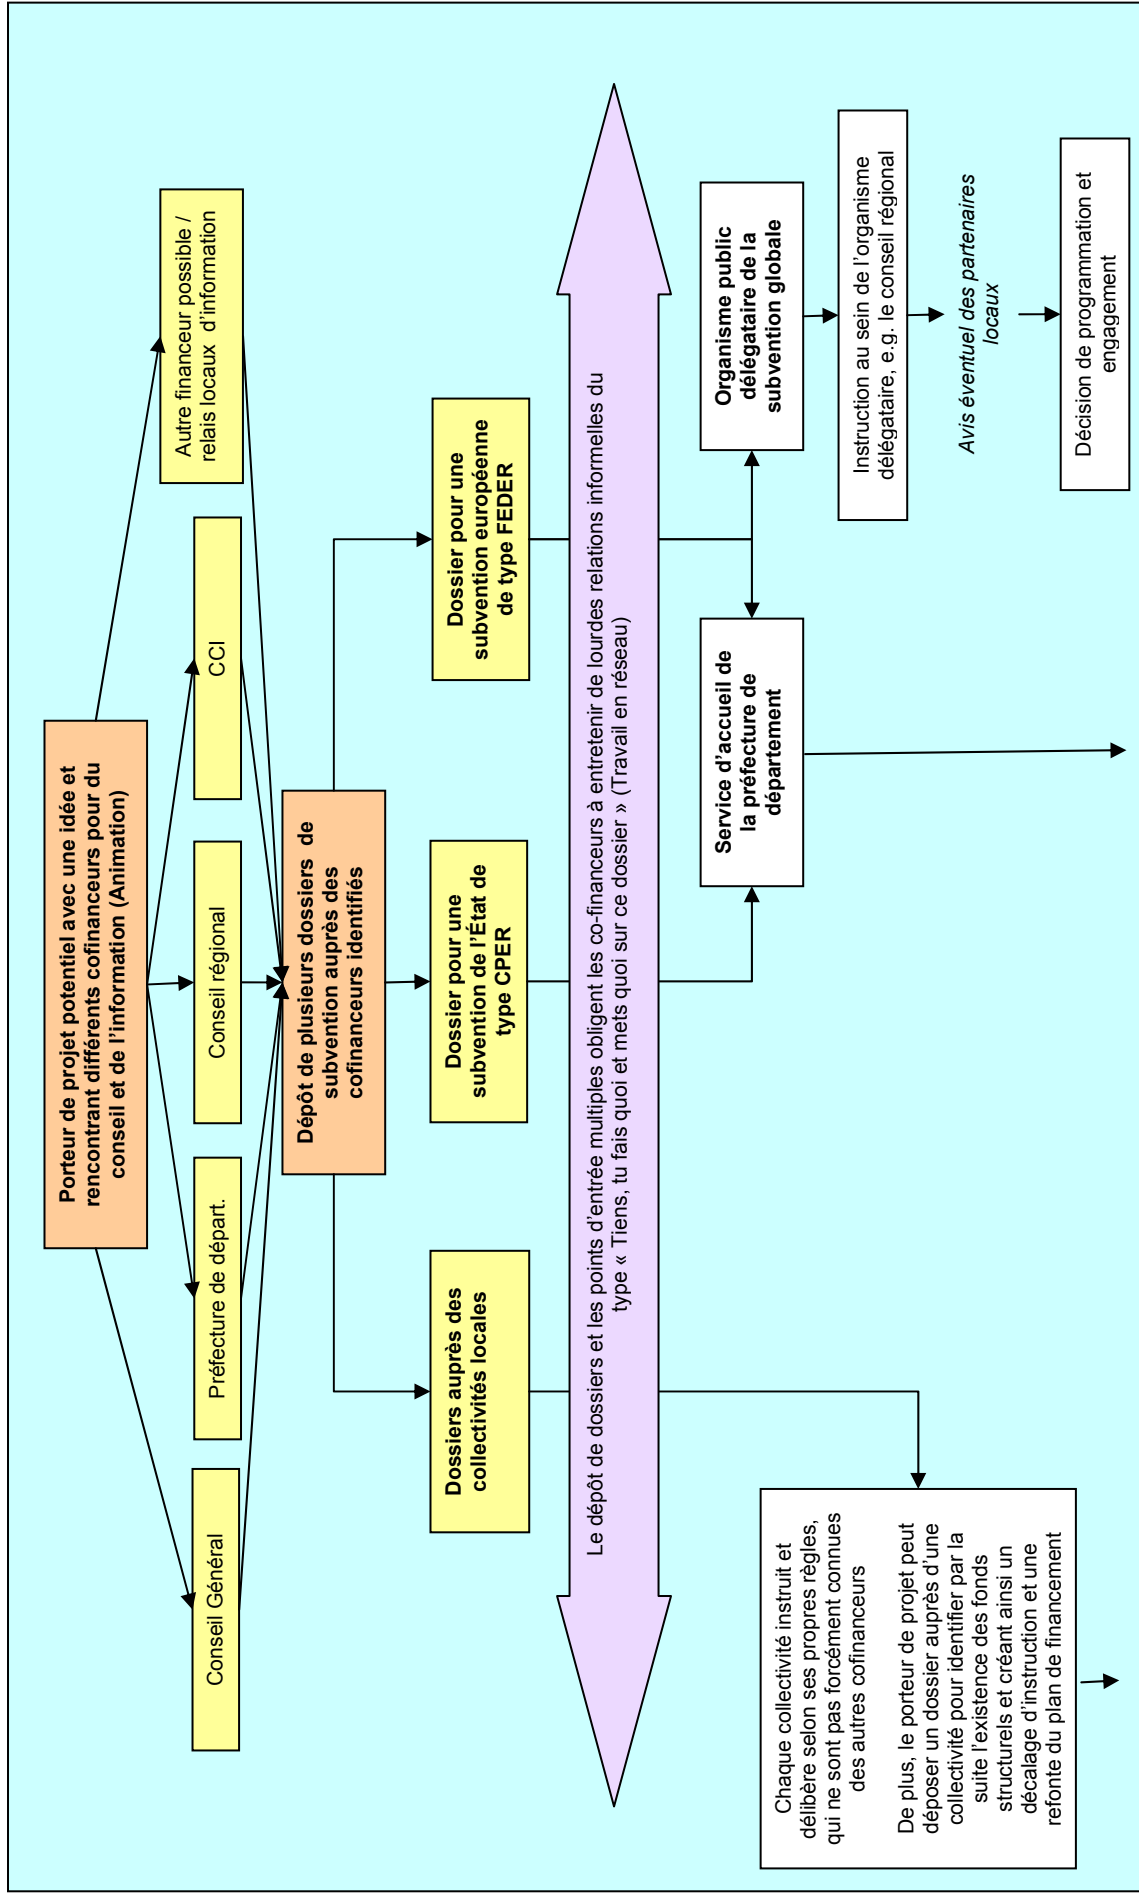 Porteur de projet potentiel avec une idée et
rencontrant différents cofinanceurs pour du
conseil et de l'information (Animation)
Conseil Général
Préfecture de départ.
Conseil régional
CCI
Autre financeur possible /
relais locaux d'information
Dépôt de plusieurs dossiers de
subvention auprès des
cofinanceurs identifiés
Dossiers auprès des
collectivités locales
Dossier pour une
subvention de l'État de
type CPER
Dossier pour une
subvention européenne
de type FEDER
Le dépôt de dossiers et les points d'entrée multiples obligent les co-financeurs à entretenir de lourdes relations informelles du
type « Tiens, tu fais quoi et mets quoi sur ce dossier » (Travail en réseau)
Chaque collectivité instruit et
délibère selon ses propres règles,
qui ne sont pas forcément connues
des autres cofinanceurs
De plus, le porteur de projet peut
déposer un dossier auprès d'une
collectivité pour identifier par la
suite l'existence des fonds
structurels et créant ainsi un
décalage d'instruction et une
refonte du plan de financement
Service d'accueil de
la préfecture de
département
Organisme public
délégataire de la
subvention globale
Instruction au sein de l'organisme
délégataire, e.g. le conseil régional
Avis éventuel des partenaires
locaux
Décision de programmation et
engagement